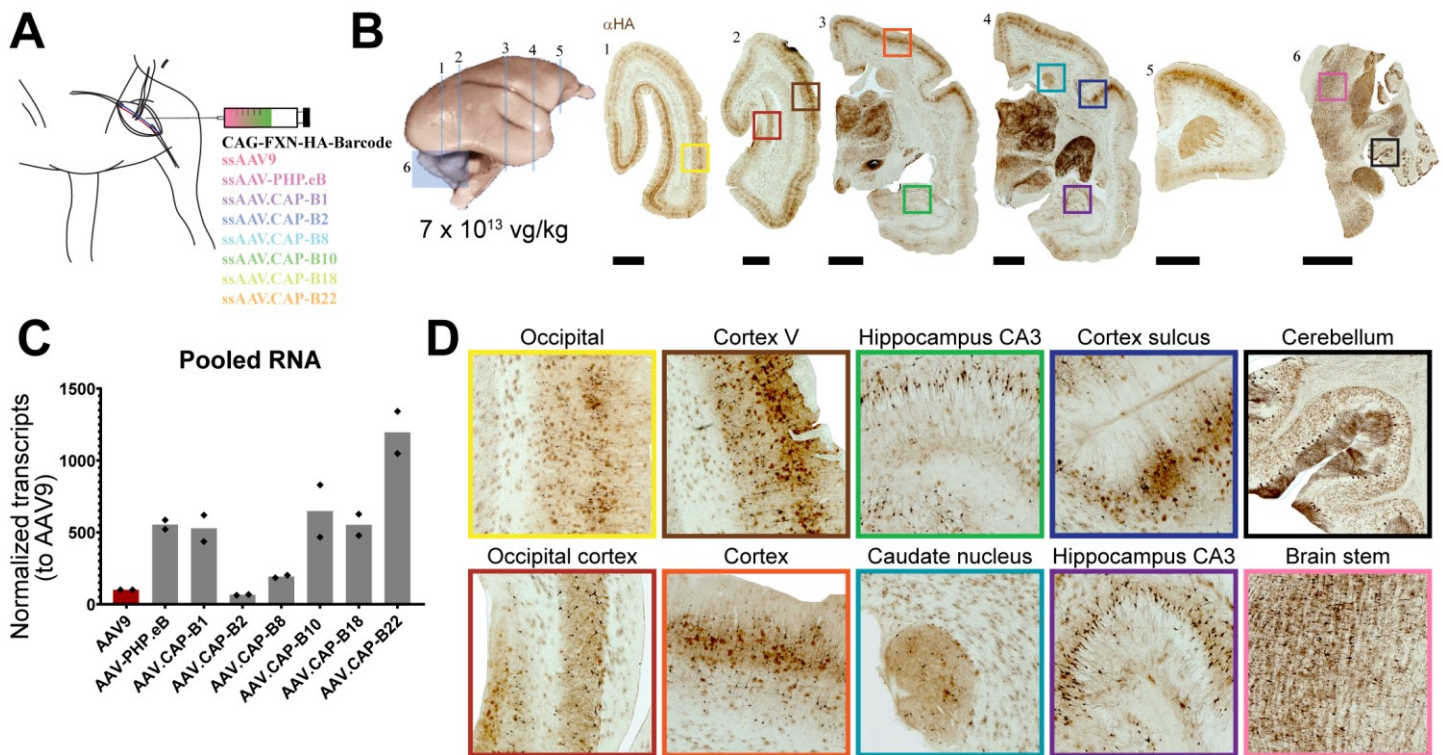 A
CAG-FXN-HA-Barcode
ssAAV9
ssAAV-PHP.eB
ssAAV.CAP-B1
ssAAV.CAP-B2
ssAAV.CAP-B8
ssAAV.CAP-B10
ssAAV.CAP-B18
ssAAV.CAP-B22
B
1 2 3 4 5
6
7 x 10¹³ vg/kg
αHA
1
2
3
4
5
6
C
Pooled RNA
Normalized transcripts
(to AAV9)
1500
1000
500
0
AAV9
AAV-PHP.eB
AAV.CAP-B1
AAV.CAP-B2
AAV.CAP-B8
AAV.CAP-B10
AAV.CAP-B18
AAV.CAP-B22
D
Occipital
Cortex V
Hippocampus CA3
Cortex sulcus
Cerebellum
Occipital cortex
Cortex
Caudate nucleus
Hippocampus CA3
Brain stem